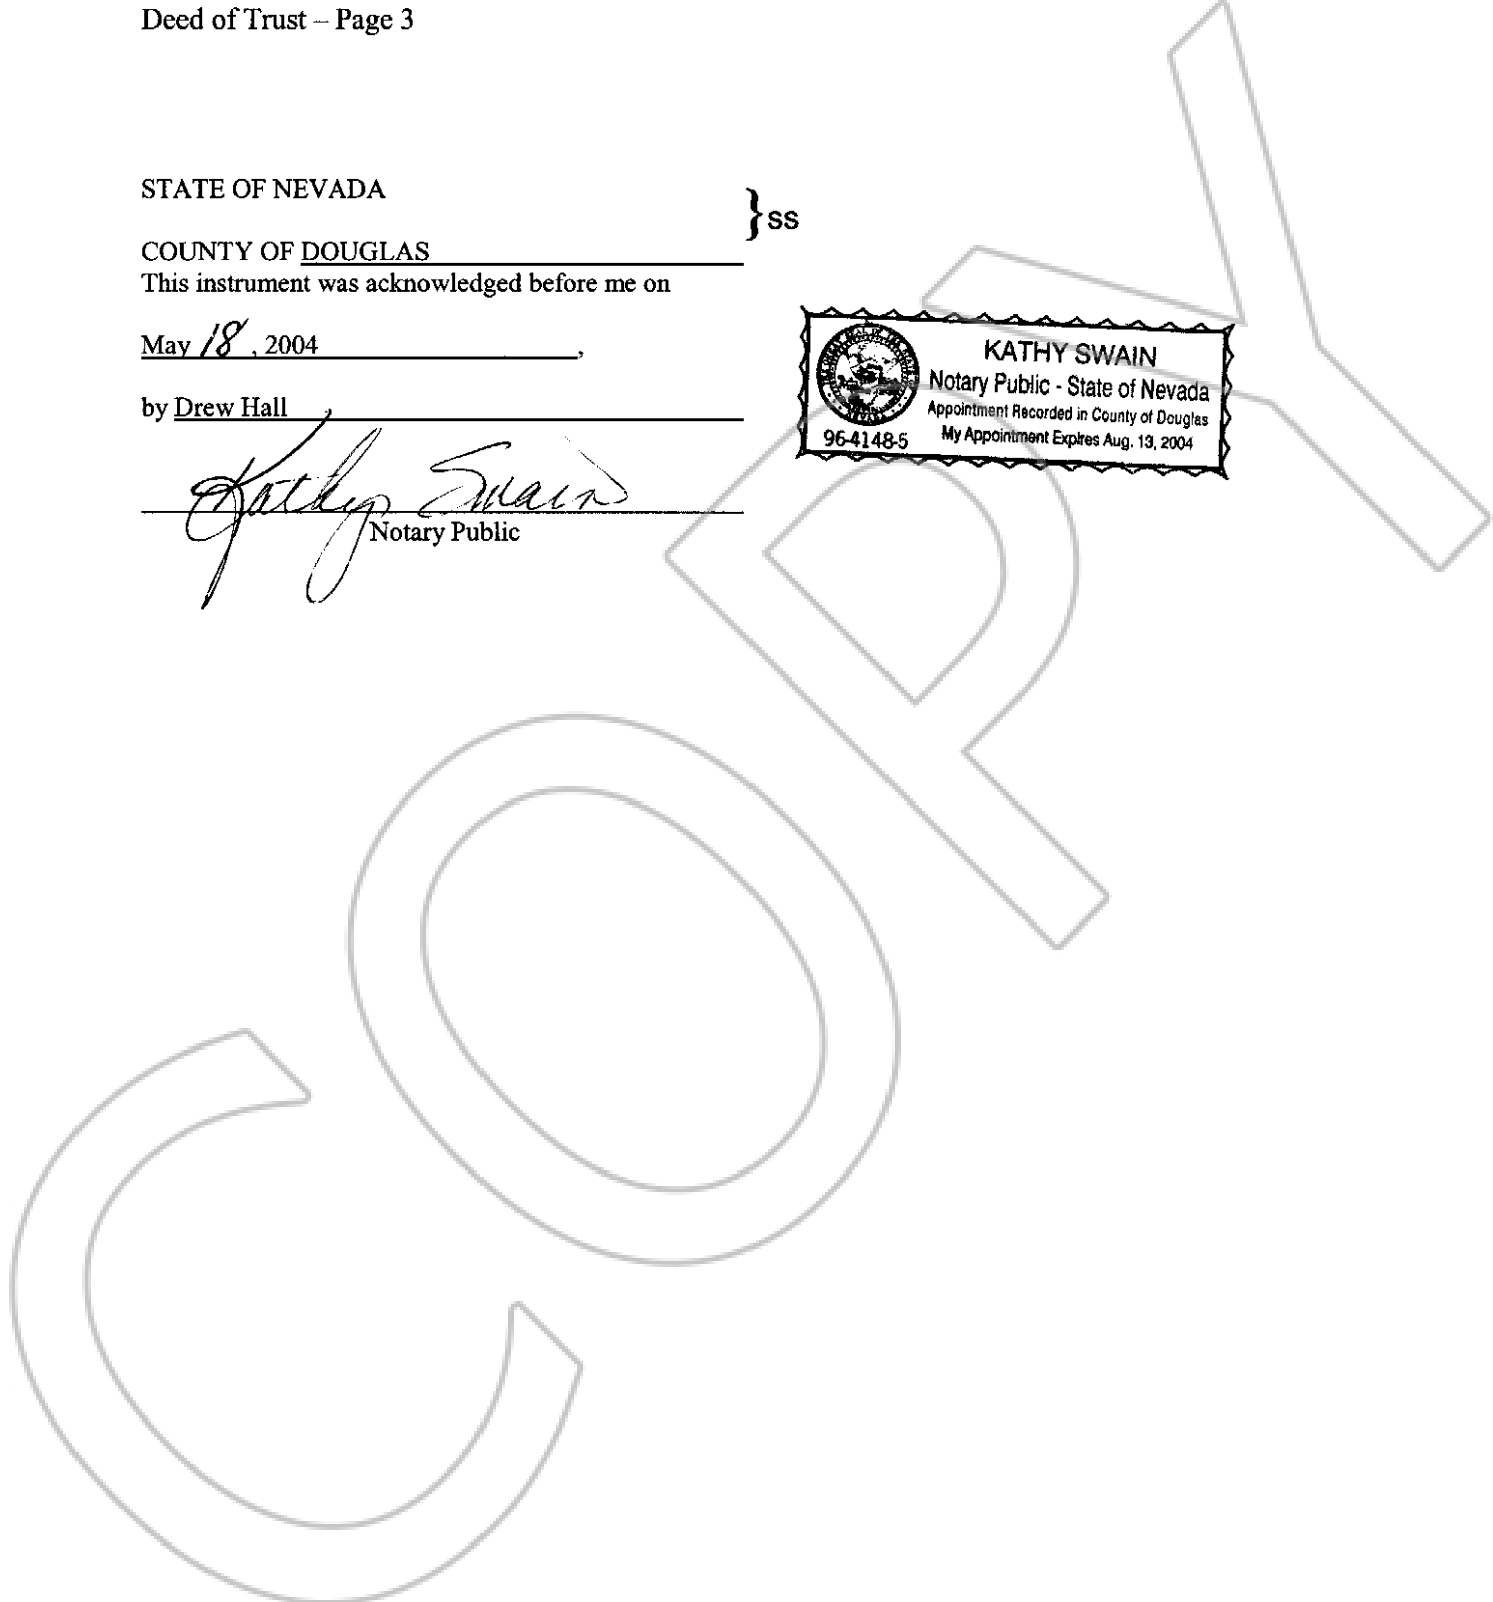 Deed of Trust – Page 3
STATE OF NEVADA
}ss
COUNTY OF DOUGLAS
This instrument was acknowledged before me on
May 18, 2004 ,
by Drew Hall ,
Kathy Swain
Notary Public
KATHY SWAIN
Notary Public - State of Nevada
Appointment Recorded in County of Douglas
96-4148-5 My Appointment Expires Aug. 13, 2004
COPY